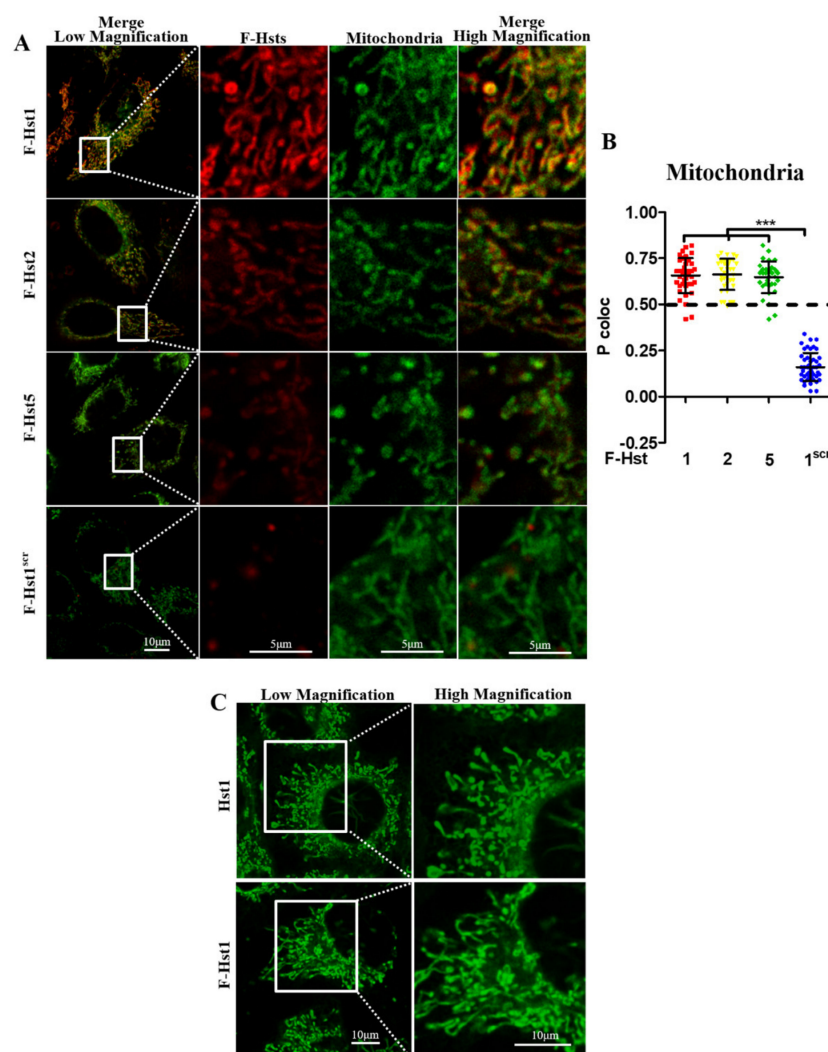 A
Merge
Low Magnification
F-Hsts
Mitochondria
Merge
High Magnification
F-Hst1
F-Hst2
F-Hst5
F-Hst1scr
10μm
5μm
5μm
5μm
B
Mitochondria
***
1.00
0.75
0.50
0.25
0.00
-0.25
P coloc
F-Hst 1 2 5 1scr
C
Low Magnification
High Magnification
Hst1
F-Hst1
10μm
10μm